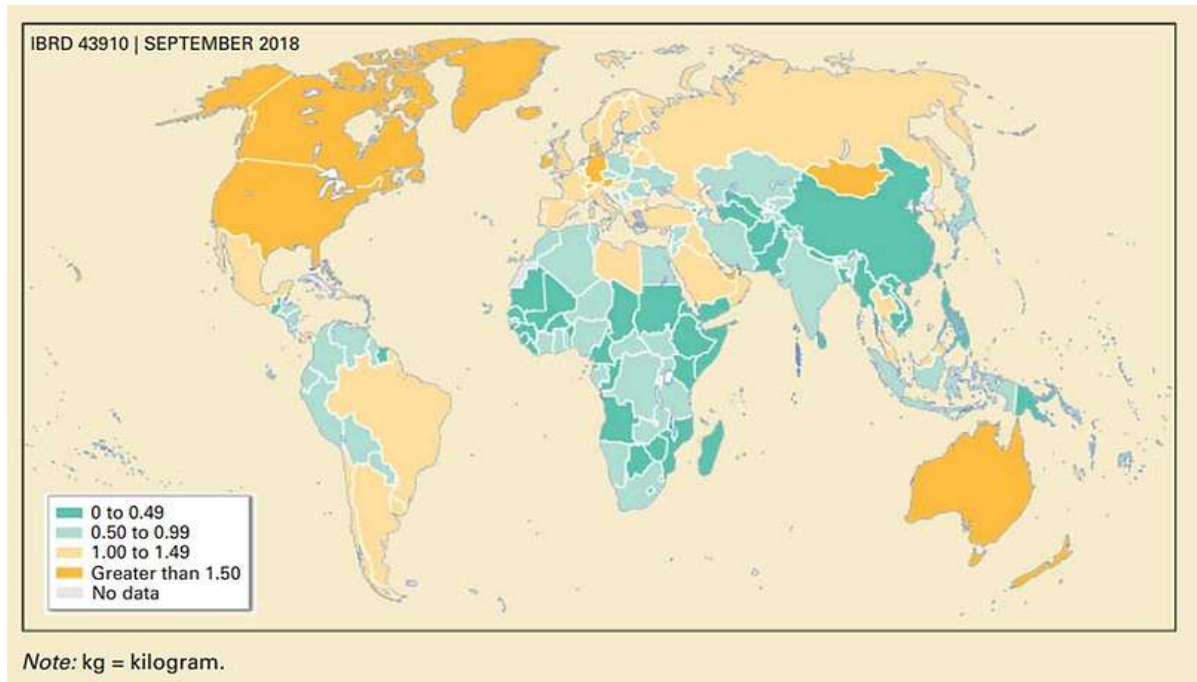 IBRD 43910 | SEPTEMBER 2018
0 to 0.49
0.50 to 0.99
1.00 to 1.49
Greater than 1.50
No data
Note: kg = kilogram.